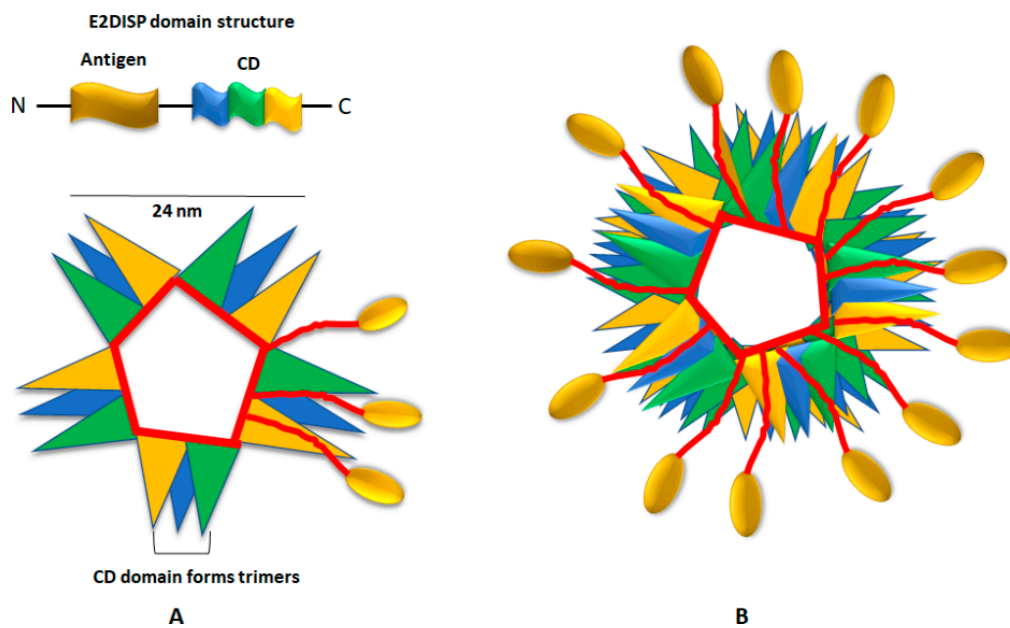 E2DISP domain structure
Antigen
CD
N
C
24 nm
CD domain forms trimers
A
B